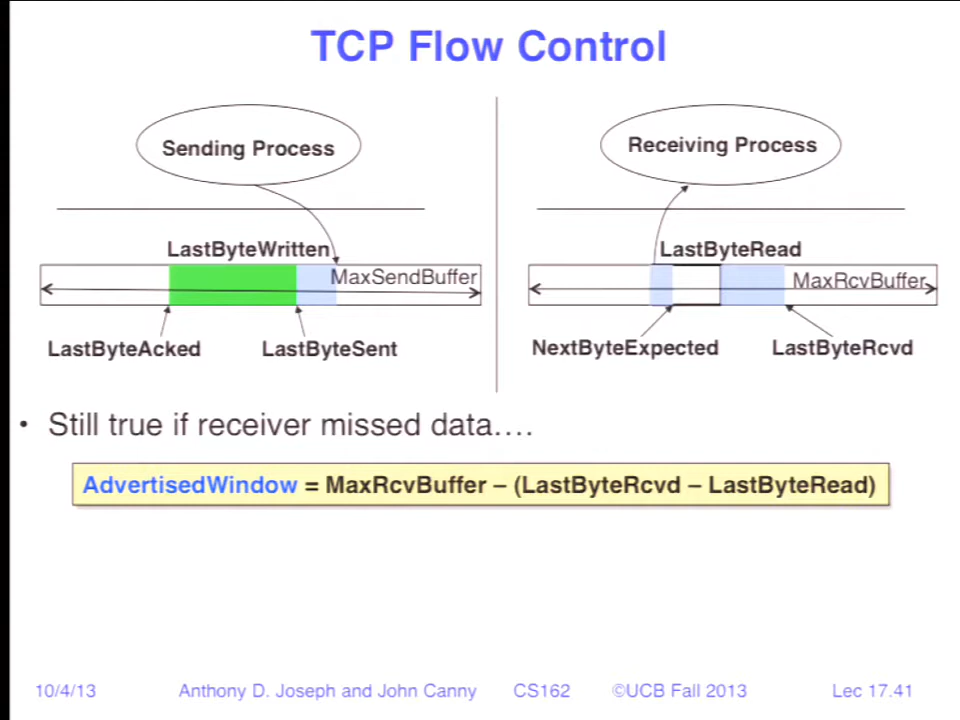 TCP Flow Control
Sending Process
Receiving Process
LastByteWritten
LastByteRead
MaxSendBuffer
MaxRcvBuffer
LastByteAcked
LastByteSent
NextByteExpected
LastByteRcvd
• Still true if receiver missed data….
AdvertisedWindow = MaxRcvBuffer – (LastByteRcvd – LastByteRead)
10/4/13 Anthony D. Joseph and John Canny CS162 ©UCB Fall 2013 Lec 17.41